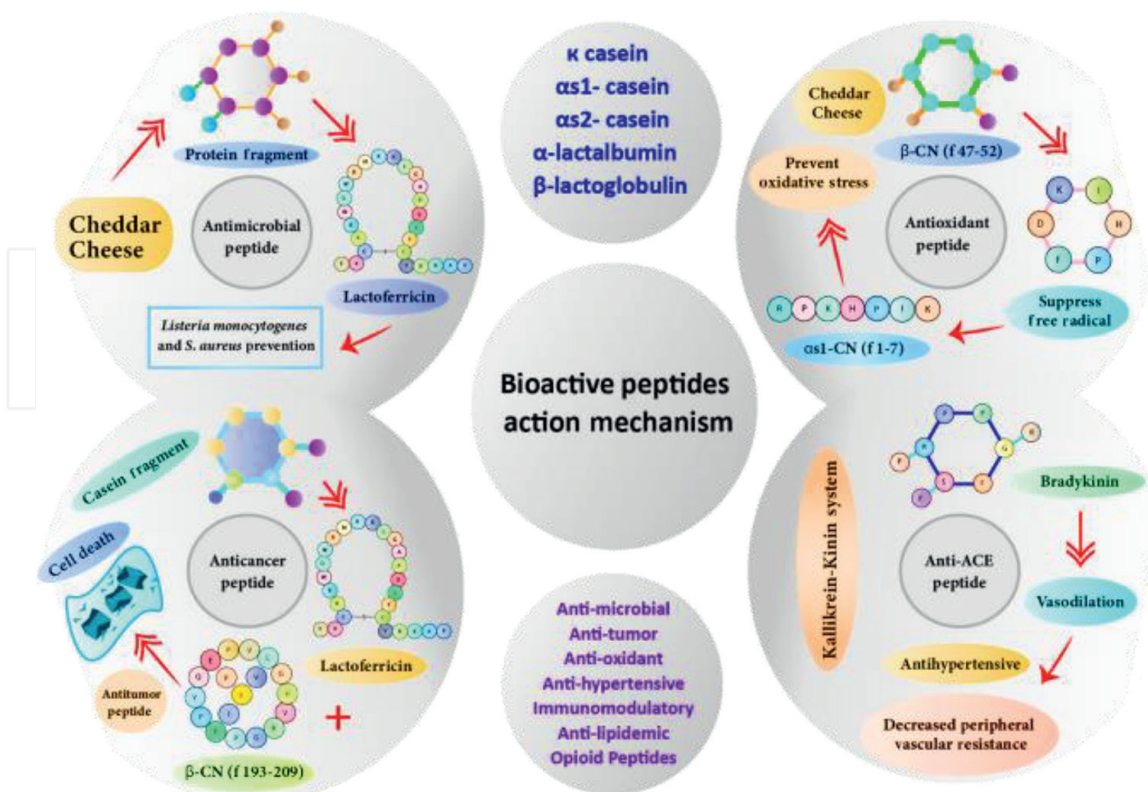 Protein fragment
Cheddar
Cheese
Antimicrobial
peptide
Lactoferricin
Listeria monocytogenes
and S. aureus prevention
κ casein
αs1- casein
αs2- casein
α-lactalbumin
β-lactoglobulin
Cheddar
Cheese
β-CN (f 47-52)
Prevent
oxidative stress
Antioxidant
peptide
K I
D H
f P
Suppress
free radical
R P K H P I K
αs1-CN (f 1-7)
Bioactive peptides
action mechanism
Casein fragment
Cell death
Anticancer
peptide
Lactoferricin
Antitumor
peptide
+
β-CN (f 193-209)
Anti-microbial
Anti-tumor
Anti-oxidant
Anti-hypertensive
Immunomodulatory
Anti-lipidemic
Opioid Peptides
Kallikrein-Kinin system
Bradykinin
Anti-ACE
peptide
Vasodilation
Antihypertensive
Decreased peripheral
vascular resistance